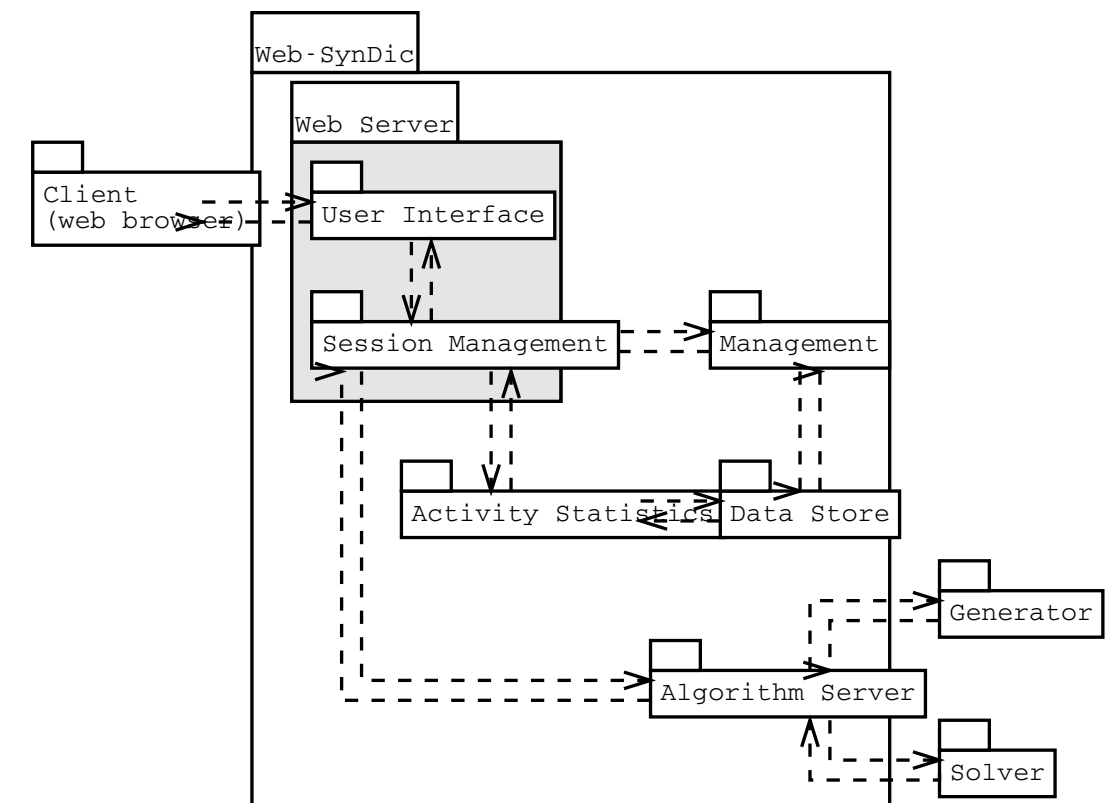 Web-SynDic
Web Server
Client
(web browser)
User Interface
Session Management
Management
Activity Statistics
Data Store
Generator
Algorithm Server
Solver